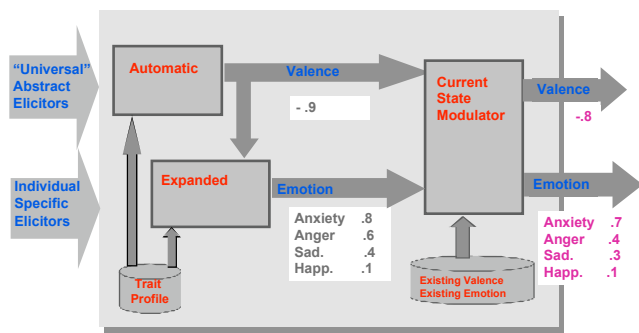 “Universal”
Abstract
Elicitors
Individual
Specific
Elicitors
Automatic
Valence
- .9
Expanded
Emotion
Anxiety .8
Anger .6
Sad. .4
Happ. .1
Trait
Profile
Current
State
Modulator
Existing Valence
Existing Emotion
Valence
-.8
Emotion
Anxiety .7
Anger .4
Sad. .3
Happ. .1